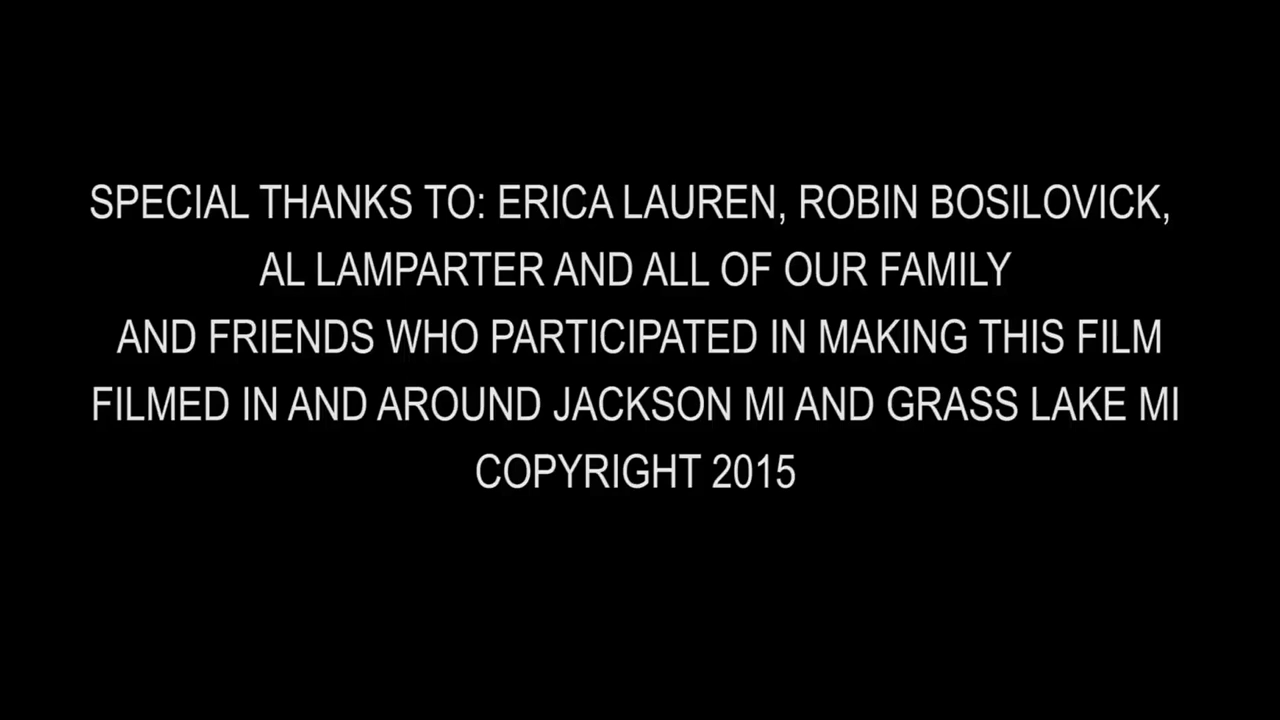 SPECIAL THANKS TO: ERICA LAUREN, ROBIN BOSILOVICK,
AL LAMPARTER AND ALL OF OUR FAMILY
AND FRIENDS WHO PARTICIPATED IN MAKING THIS FILM
FILMED IN AND AROUND JACKSON MI AND GRASS LAKE MI
COPYRIGHT 2015